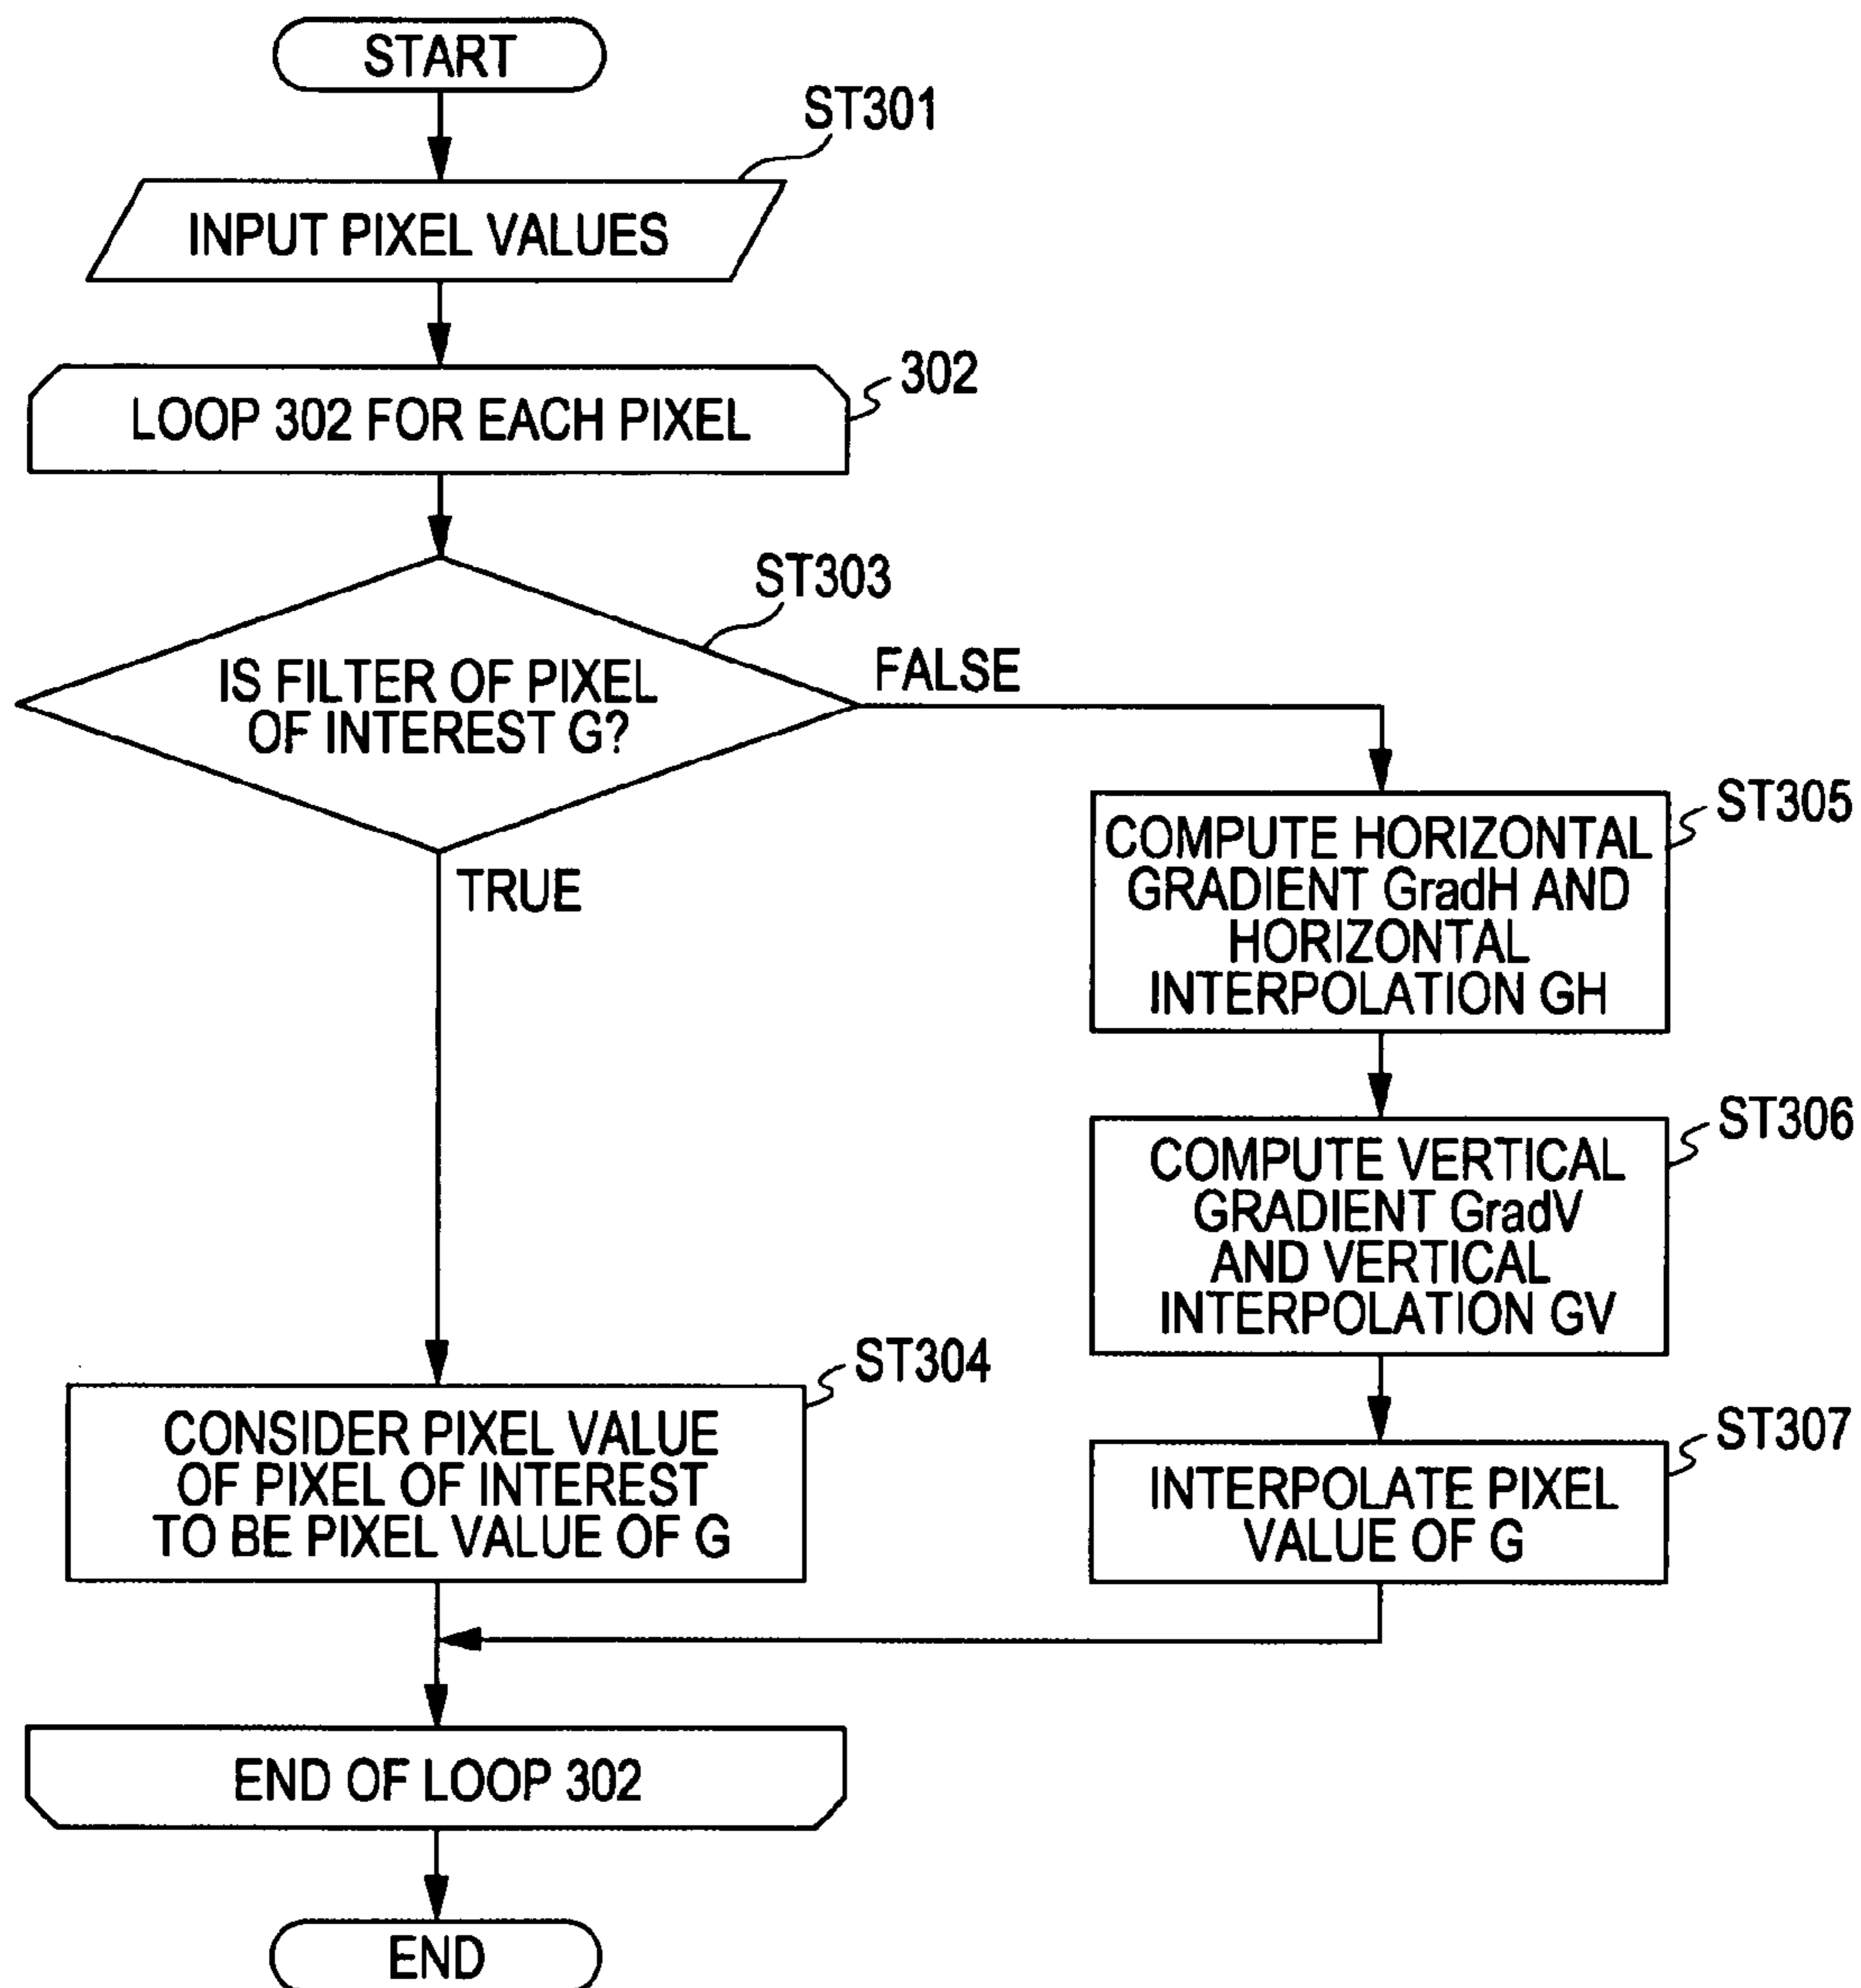 START
ST301
INPUT PIXEL VALUES
302
LOOP 302 FOR EACH PIXEL
ST303
IS FILTER OF PIXEL
OF INTEREST G?
FALSE
TRUE
ST305
COMPUTE HORIZONTAL
GRADIENT GradH AND
HORIZONTAL
INTERPOLATION GH
ST306
COMPUTE VERTICAL
GRADIENT GradV
AND VERTICAL
INTERPOLATION GV
ST304
CONSIDER PIXEL VALUE
OF PIXEL OF INTEREST
TO BE PIXEL VALUE OF G
ST307
INTERPOLATE PIXEL
VALUE OF G
END OF LOOP 302
END